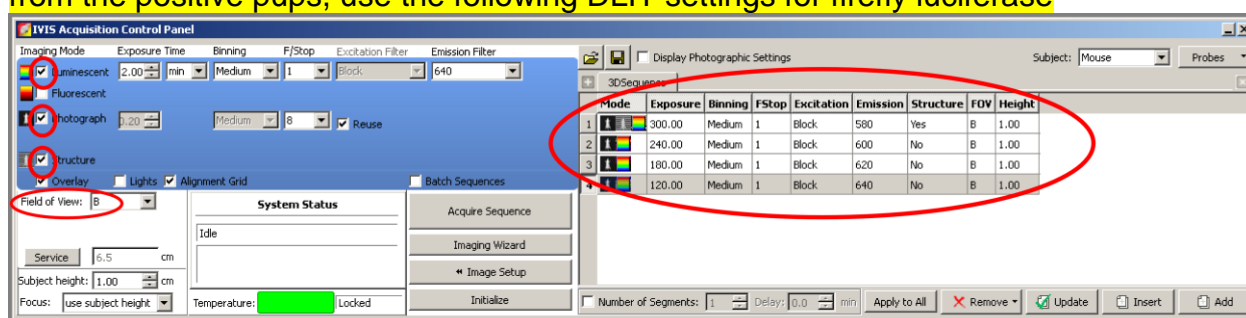 from the positive pups, use the following DLIT settings for firefly luciferase
IVIS Acquisition Control Panel
Imaging Mode Exposure Time Binning F/Stop Excitation Filter Emission Filter
Luminescent 2.00 min Medium 1 Block 640
Fluorescent
Photograph 0.20 Medium 8 Reuse
Structure
Overlay Lights Alignment Grid Batch Sequences
Field of View: B
System Status
Idle
Service 6.5 cm
Subject height: 1.00 cm
Focus: use subject height
Temperature: Locked
Acquire Sequence
Imaging Wizard
Image Setup
Initialize
Display Photographic Settings Subject: Mouse Probes
3DSequence
Mode Exposure Binning FStop Excitation Emission Structure FOV Height
1 300.00 Medium 1 Block 580 Yes B 1.00
2 240.00 Medium 1 Block 600 No B 1.00
3 180.00 Medium 1 Block 620 No B 1.00
4 120.00 Medium 1 Block 640 No B 1.00
Number of Segments: 1 Delay: 0.0 min Apply to All Remove Update Insert Add